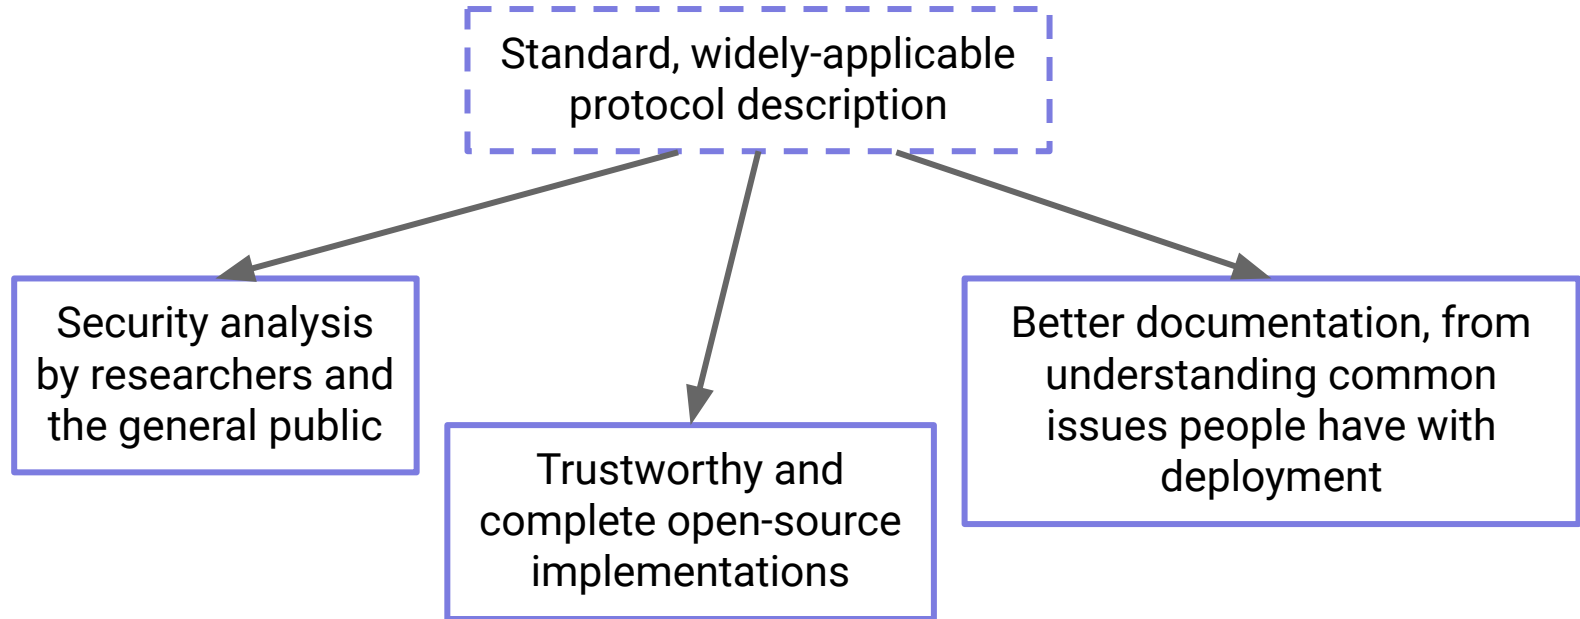 Standard, widely-applicable
protocol description
Security analysis
by researchers and
the general public
Trustworthy and
complete open-source
implementations
Better documentation, from
understanding common
issues people have with
deployment